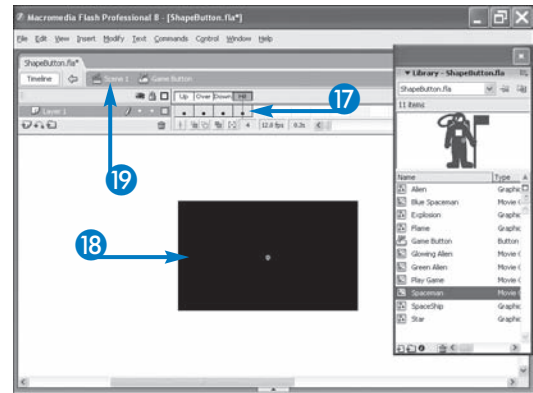 Macromedia Flash Professional 8 - [ShapeButton.fla*]
File Edit View Insert Modify Text Commands Control Window Help
ShapeButton.fla*
Timeline Scene 1 Game Button
Up Over Down Hit
Layer 1
4 12.0 fps 0.3s
17
18
19
Library - ShapeButton.fla
ShapeButton.fla
11 items
Name Type
Alien Graphic
Blue Spaceman Movie C
Explosion Graphic
Flame Graphic
Game Button Button
Glowing Alien Movie C
Green Alien Movie C
Play Game Movie C
Spaceman Movie C
SpaceShip Graphic
Star Graphic